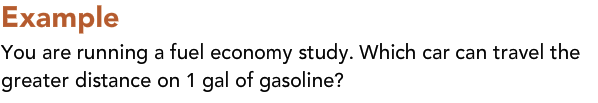 Example
You are running a fuel economy study. Which car can travel the
greater distance on 1 gal of gasoline?